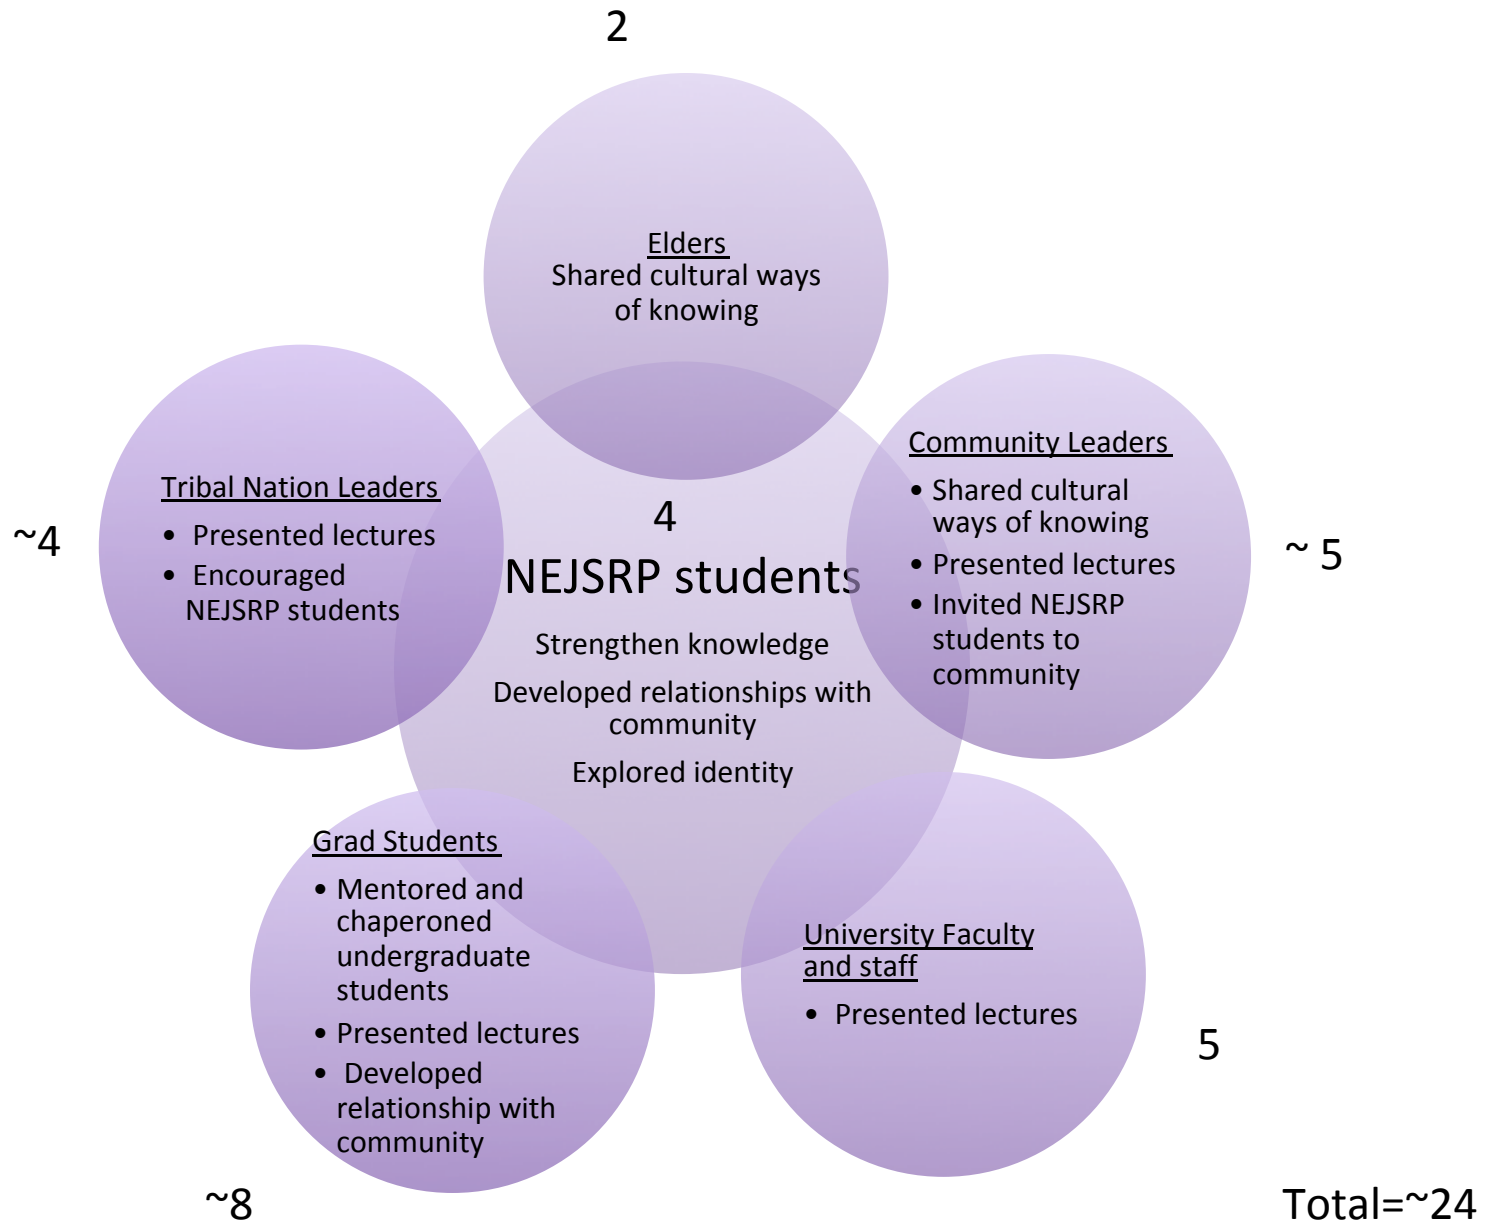 2
Elders
Shared cultural ways
of knowing
Tribal Nation Leaders
• Presented lectures
• Encouraged
NEJSRP students
~4
Community Leaders
• Shared cultural
ways of knowing
• Presented lectures
• Invited NEJSRP
students to
community
~ 5
4
NEJSRP students
Strengthen knowledge
Developed relationships with
community
Explored identity
Grad Students
• Mentored and
chaperoned
undergraduate
students
• Presented lectures
• Developed
relationship with
community
~8
University Faculty
and staff
• Presented lectures
5
Total=~24